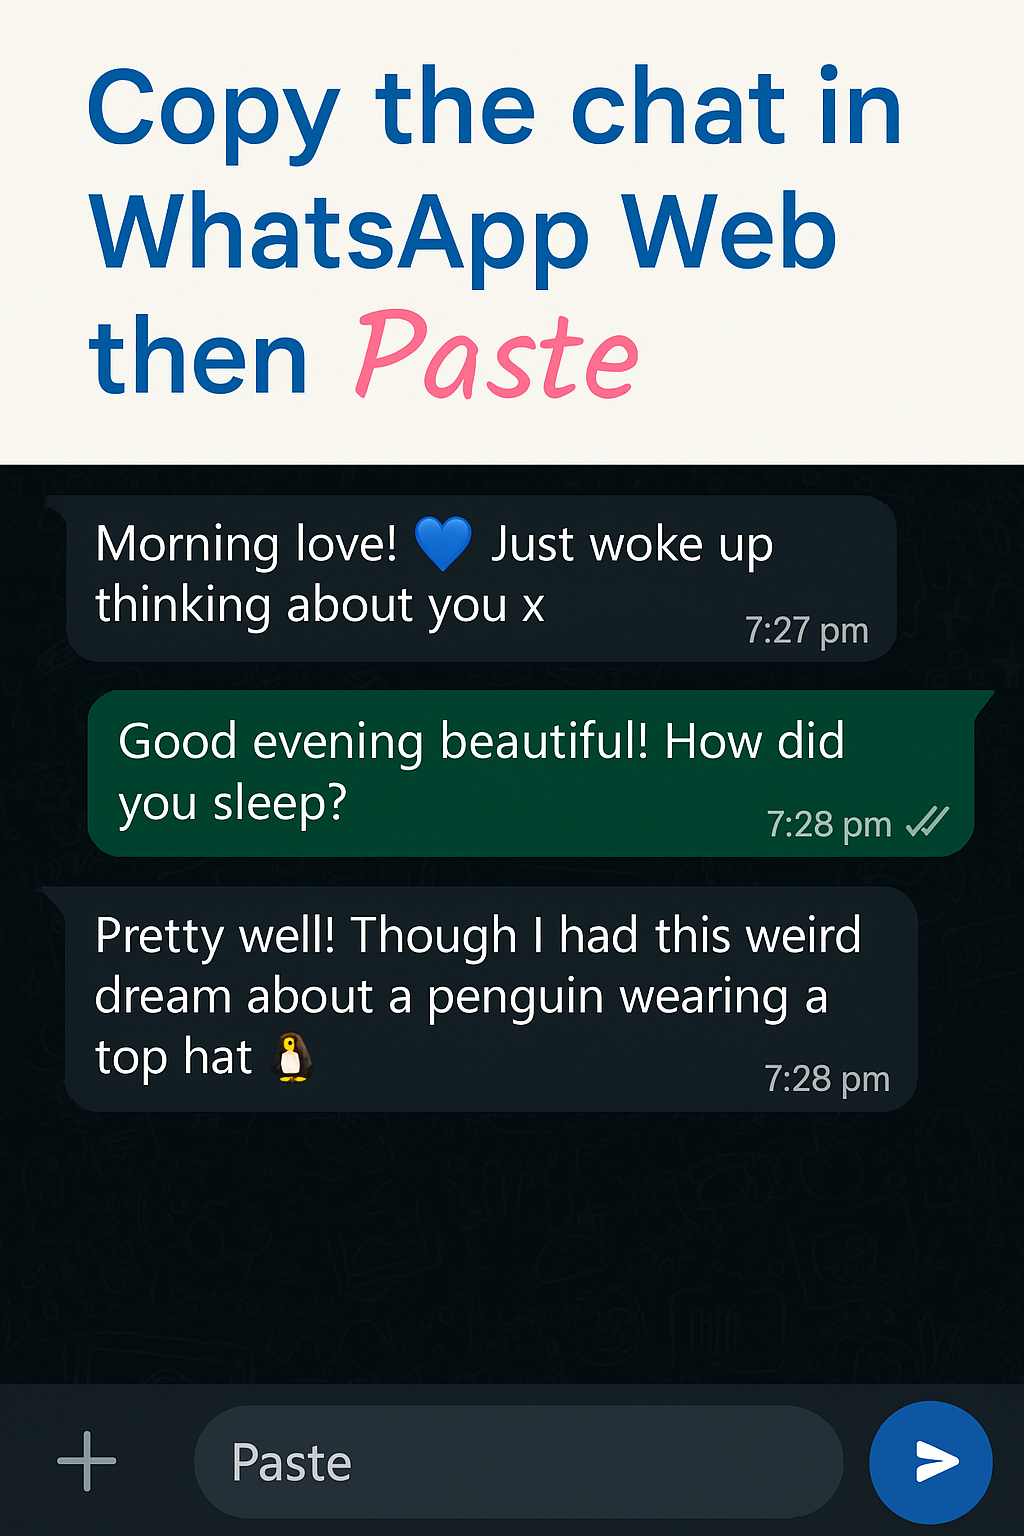 Copy the chat in
WhatsApp Web
then Paste
Morning love! 💙 Just woke up
thinking about you x
7:27 pm
Good evening beautiful! How did
you sleep?
7:28 pm
Pretty well! Though I had this weird
dream about a penguin wearing a
top hat 🐧
7:28 pm
Paste